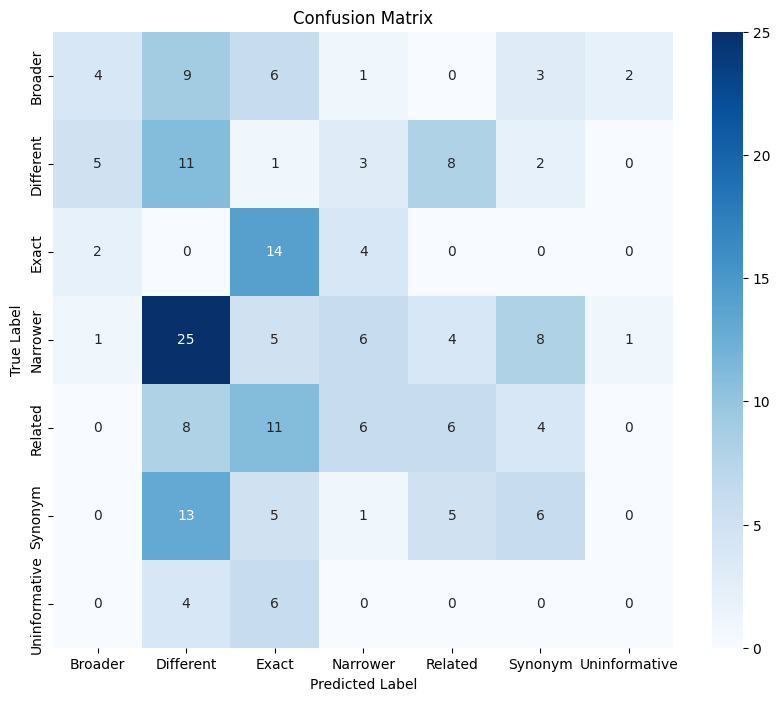 Confusion Matrix
True Label
Broader 4 9 6 1 0 3 2
Different 5 11 1 3 8 2 0
Exact 2 0 14 4 0 0 0
Narrower 1 25 5 6 4 8 1
Related 0 8 11 6 6 4 0
Synonym 0 13 5 1 5 6 0
Uninformative 0 4 6 0 0 0 0
Broader Different Exact Narrower Related Synonym Uninformative
Predicted Label
25
20
15
10
5
0